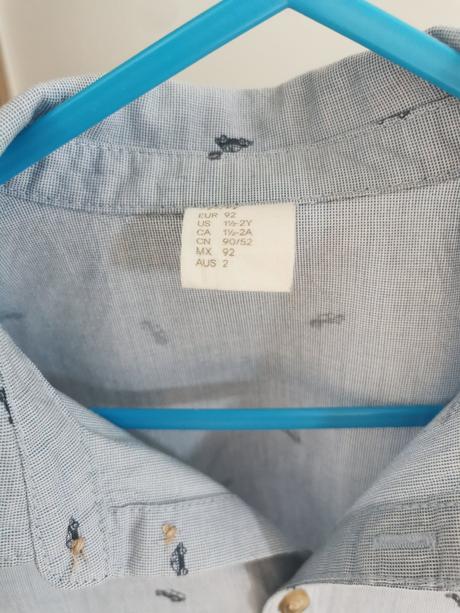 EUR 92
US 1½-2Y
CA 1½-2A
CN 90/52
MX 92
AUS 2